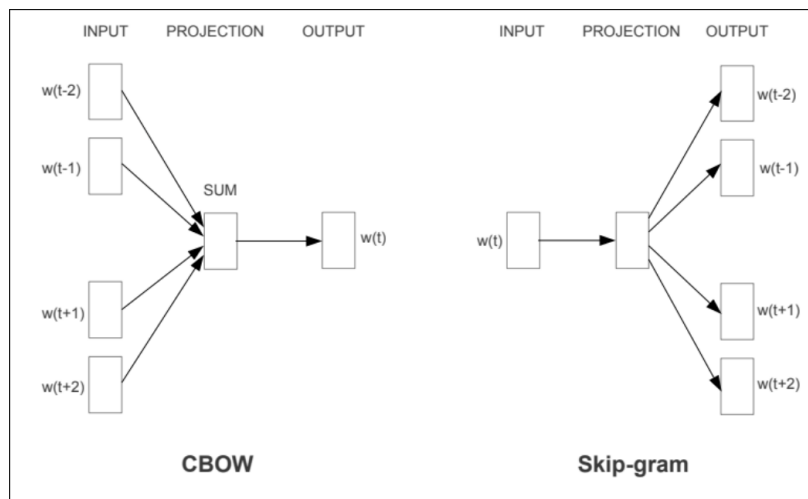 INPUT PROJECTION OUTPUT
w(t-2)
w(t-1)
SUM
w(t)
w(t+1)
w(t+2)
CBOW
INPUT PROJECTION OUTPUT
w(t-2)
w(t-1)
w(t)
w(t+1)
w(t+2)
Skip-gram